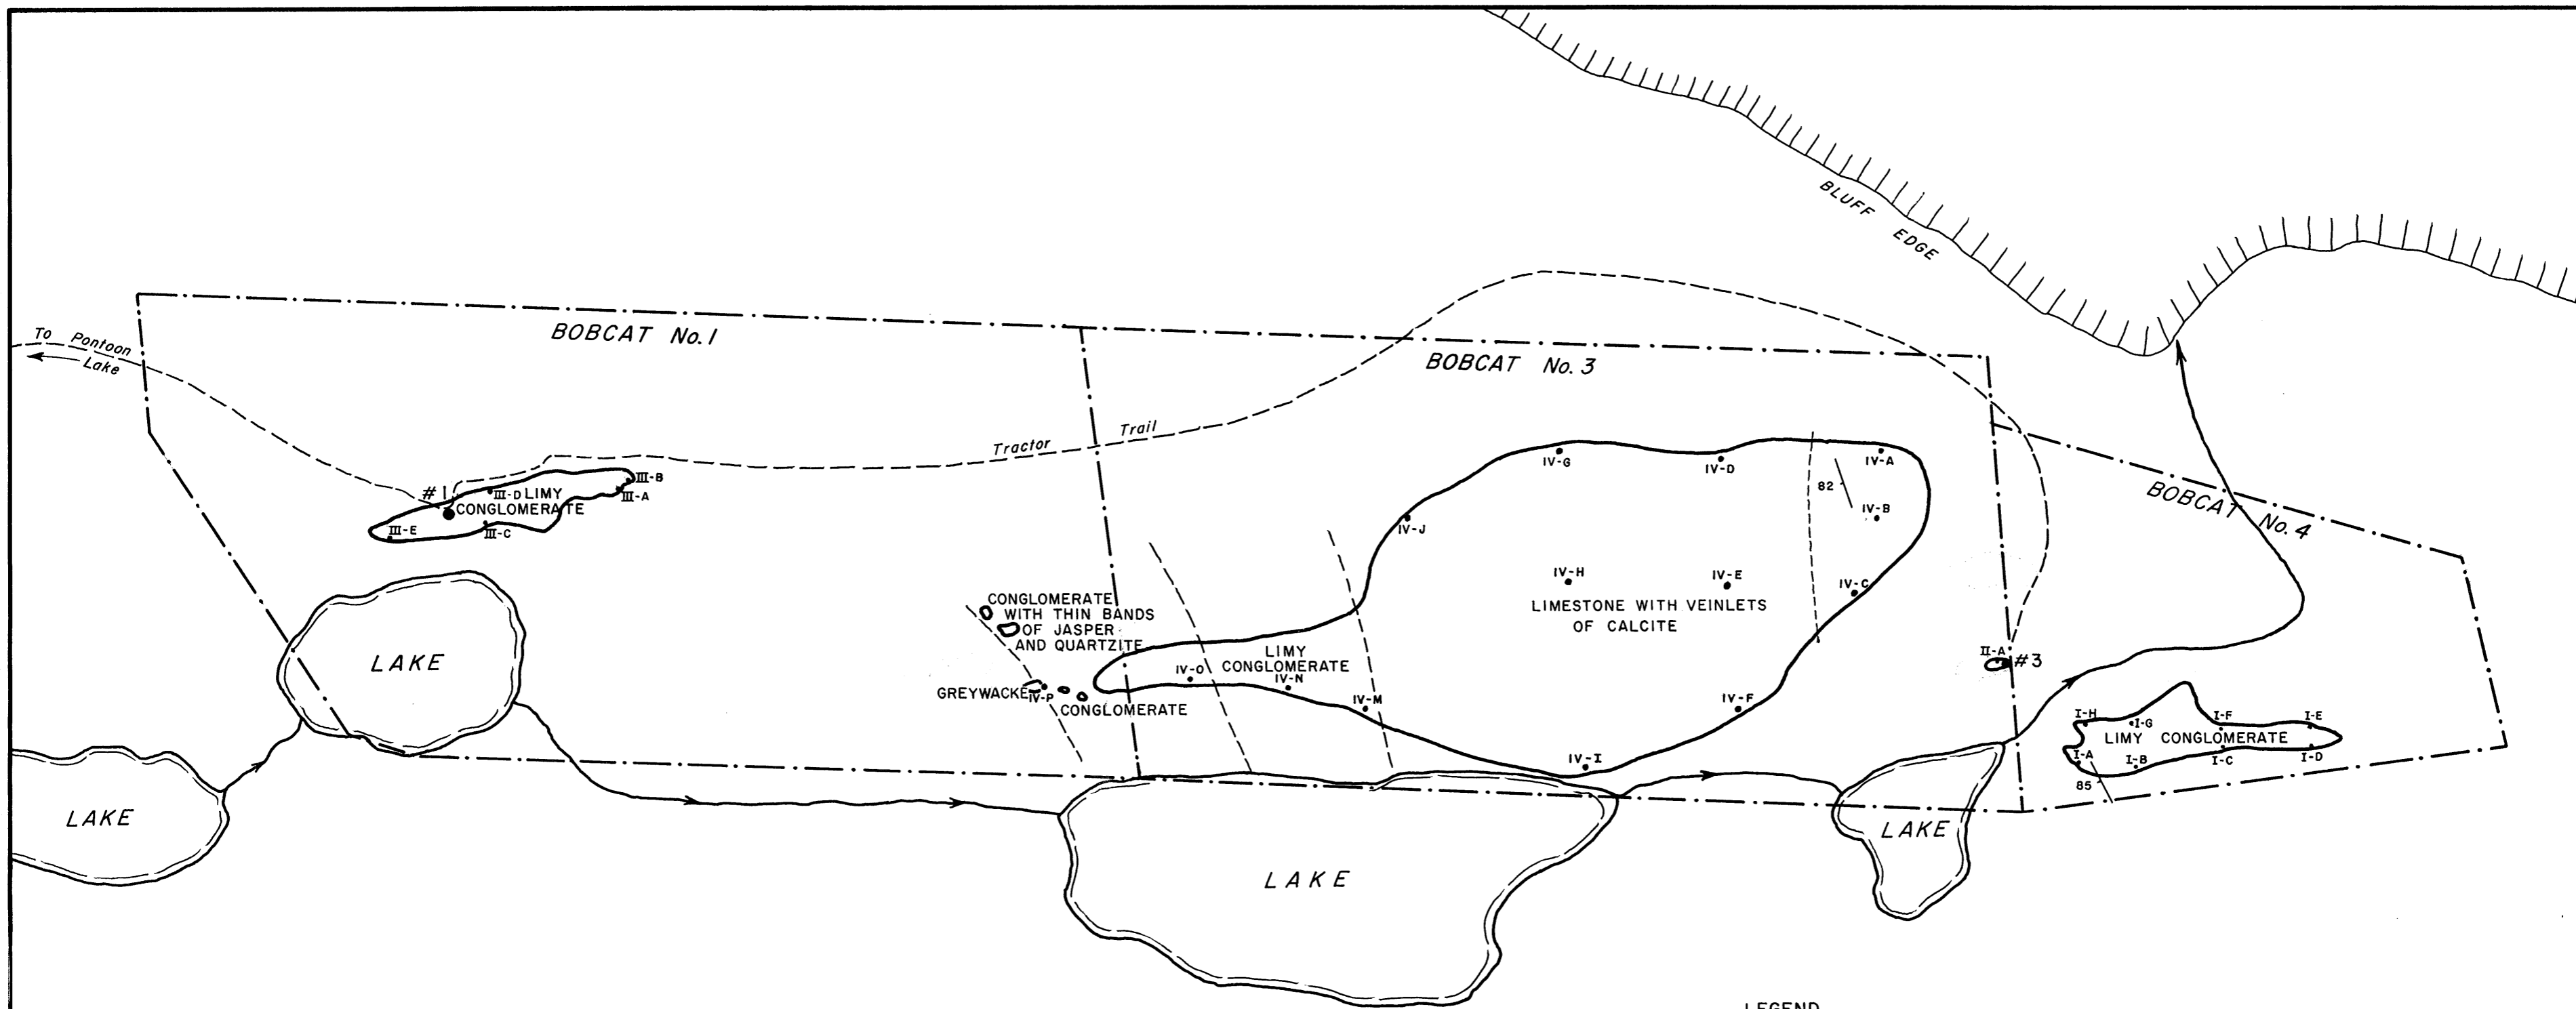 BLUFF
EDGE
BOBCAT No. 1
BOBCAT No. 3
To Pontoon
Lake
Tractor Trail
BOBCAT No. 4
#1
III-D LIMY
CONGLOMERATE
III-B
III-A
III-E
III-C
IV-G
IV-D
IV-A
82
IV-B
IV-J
IV-H
IV-E
IV-C
LIMESTONE WITH VEINLETS
OF CALCITE
CONGLOMERATE
WITH THIN BANDS
OF JASPER
AND QUARTZITE
LIMY
CONGLOMERATE
IV-O
IV-N
IV-M
IV-F
IV-I
GREYWACKE
IV-P
CONGLOMERATE
II-A
#3
I-H
I-G
I-F
I-E
LIMY CONGLOMERATE
I-A
I-B
I-C
I-D
85
LAKE
LAKE
LAKE
LAKE
LEGEND